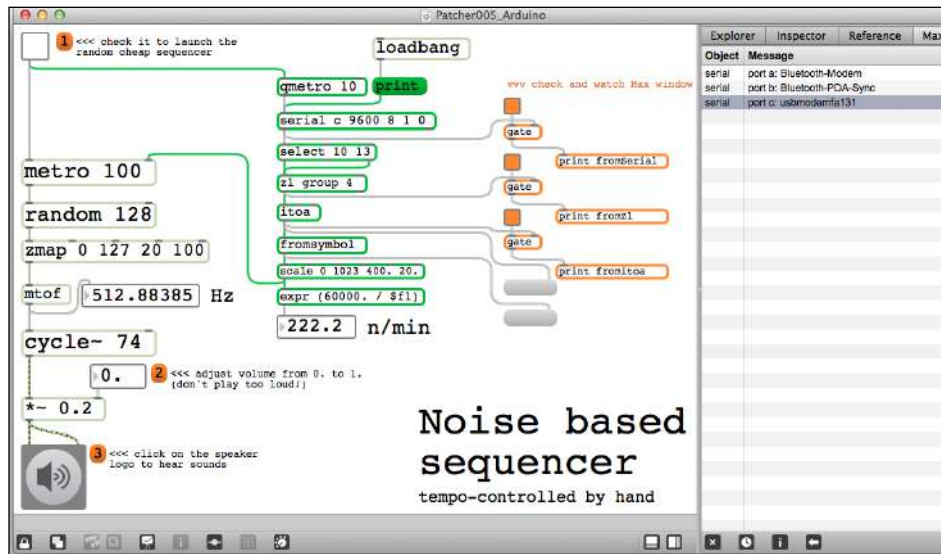 Patcher005_Arduino
1 <<< check it to launch the
random cheap sequencer
loadbang
qmetro 10
print
vvv check and watch Max window
serial c 9600 8 1 0
gate
select 10 13
print fromSerial
metro 100
zl group 4
gate
random 128
itoa
print fromzl
zmap 0 127 20 100
fromsymbol
gate
scale 0 1023 400. 20.
print fromitoa
mtof
512.88385 Hz
expr (60000. / $f1)
222.2 n/min
cycle~ 74
0.
2 <<< adjust volume from 0. to 1.
(don't play too loud!)
*~ 0.2
3 <<< click on the speaker
logo to hear sounds
Noise based
sequencer
tempo-controlled by hand
Explorer Inspector Reference Max
Object Message
serial port a: Bluetooth-Modem
serial port b: Bluetooth-PDA-Sync
serial port c: usbmodemfa131